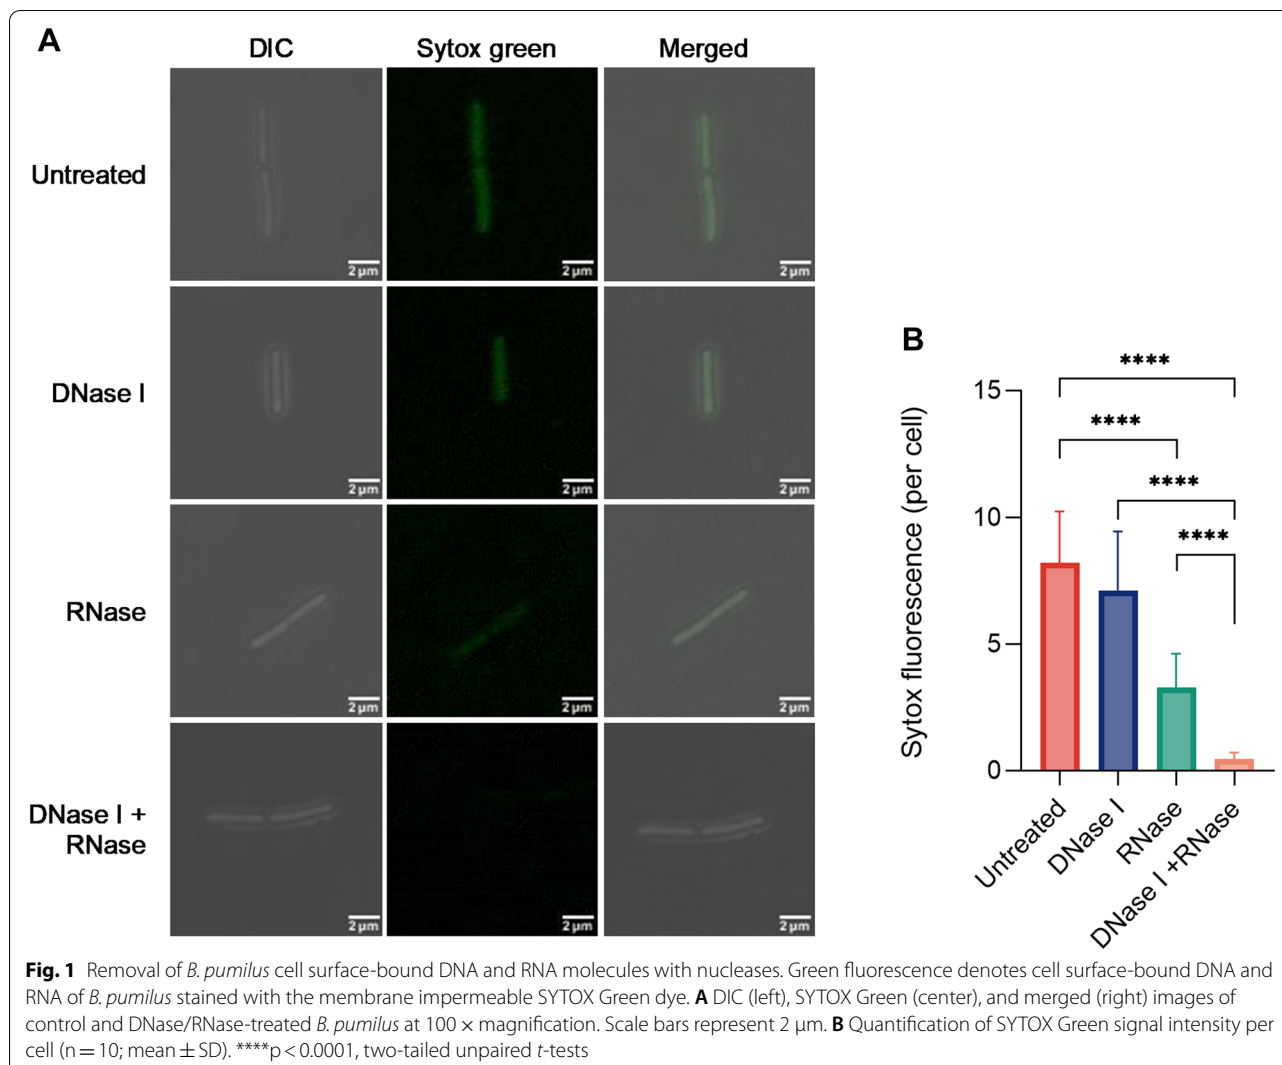 A
DIC Sytox green Merged
Untreated
2 µm 2 µm 2 µm
DNase I
2 µm 2 µm 2 µm
RNase
2 µm 2 µm 2 µm
DNase I +
RNase
2 µm 2 µm 2 µm
B
Sytox fluorescence (per cell)
15
10
5
0
****
****
****
****
Untreated
DNase I
RNase
DNase I +RNase
Fig. 1 Removal of B. pumilus cell surface-bound DNA and RNA molecules with nucleases. Green fluorescence denotes cell surface-bound DNA and
RNA of B. pumilus stained with the membrane impermeable SYTOX Green dye. A DIC (left), SYTOX Green (center), and merged (right) images of
control and DNase/RNase-treated B. pumilus at 100 × magnification. Scale bars represent 2 µm. B Quantification of SYTOX Green signal intensity per
cell (n = 10; mean ± SD). ****p < 0.0001, two-tailed unpaired t-tests